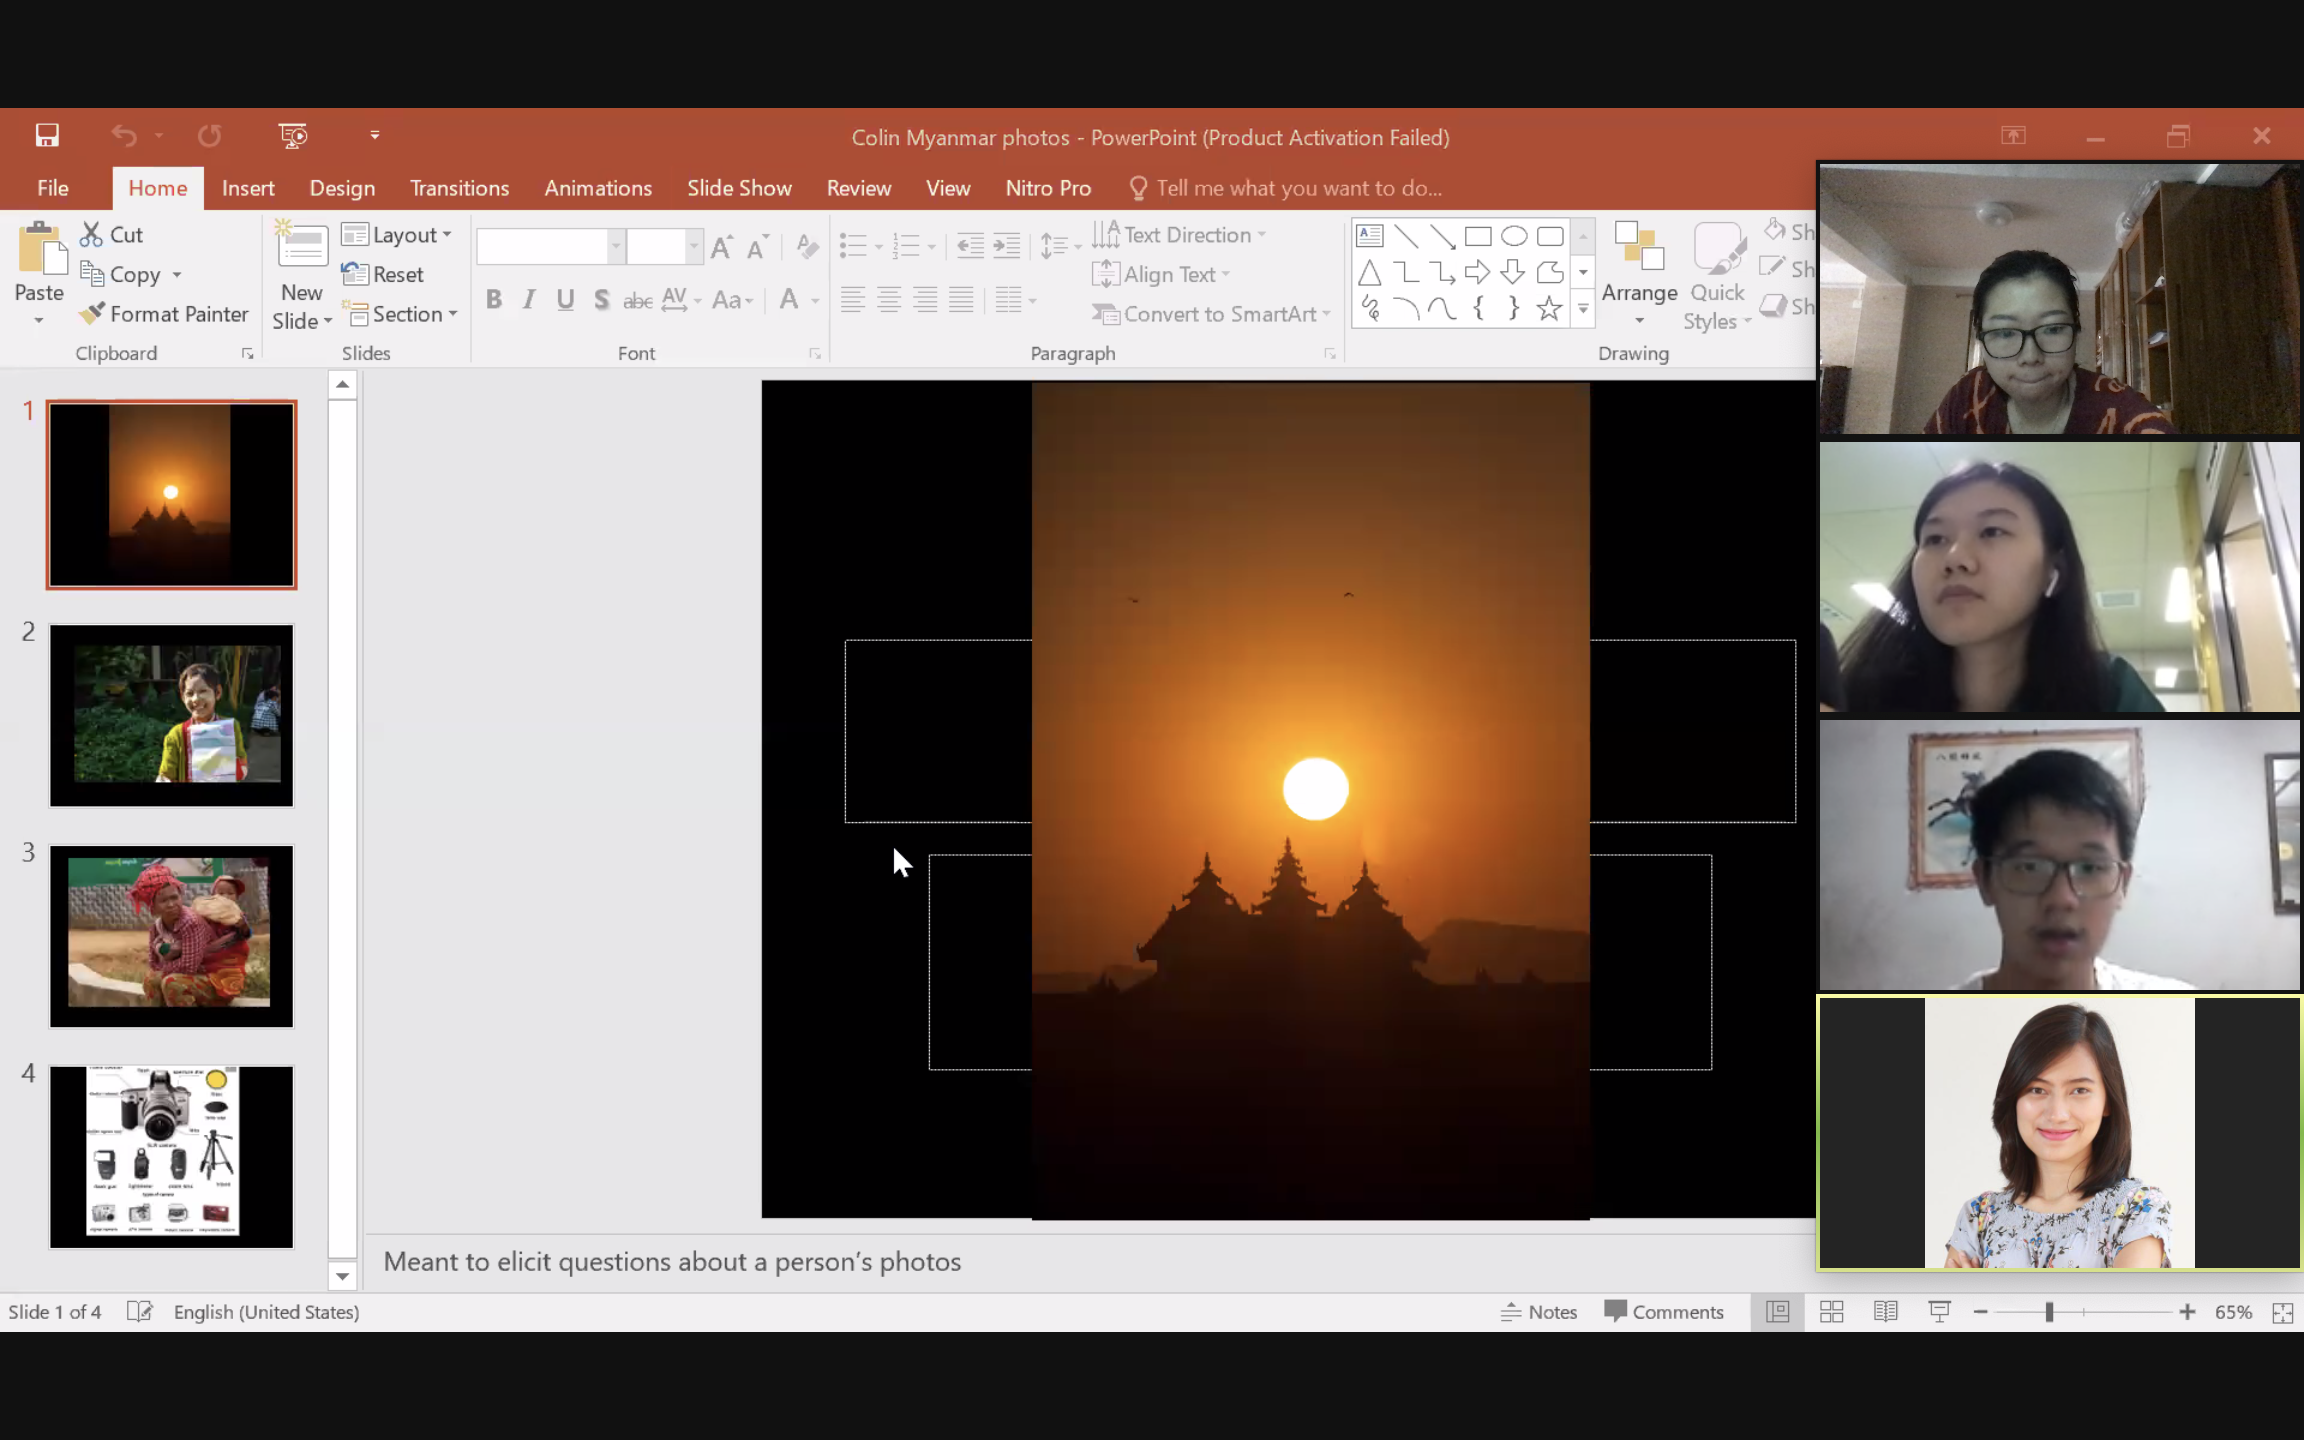 Colin Myanmar photos - PowerPoint (Product Activation Failed)
File Home Insert Design Transitions Animations Slide Show Review View Nitro Pro Tell me what you want to do...
Paste
Cut
Copy
Format Painter
Clipboard
New
Slide
Layout
Reset
Section
Slides
B I U S abc AV Aa A
Font
Text Direction
Align Text
Convert to SmartArt
Paragraph
Arrange
Quick
Styles
Sh
Sh
Sh
Drawing
1
2
3
4
Meant to elicit questions about a person's photos
Slide 1 of 4 English (United States) Notes Comments 65%